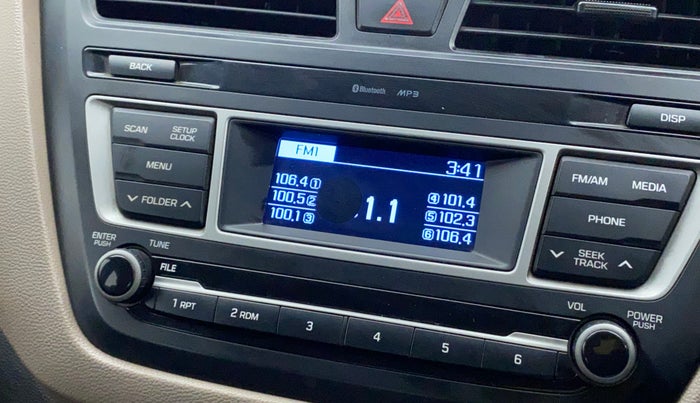 BACK
Bluetooth MP3
DISP
SCAN SETUP CLOCK
MENU
FOLDER
FM1
3:41
106.4 1
100.5 2
100.1 3
1.1
4 101.4
5 102.3
6 106.4
FM/AM MEDIA
PHONE
SEEK TRACK
ENTER PUSH
TUNE
FILE
1 RPT
2 RDM
3
4
5
6
VOL
POWER PUSH